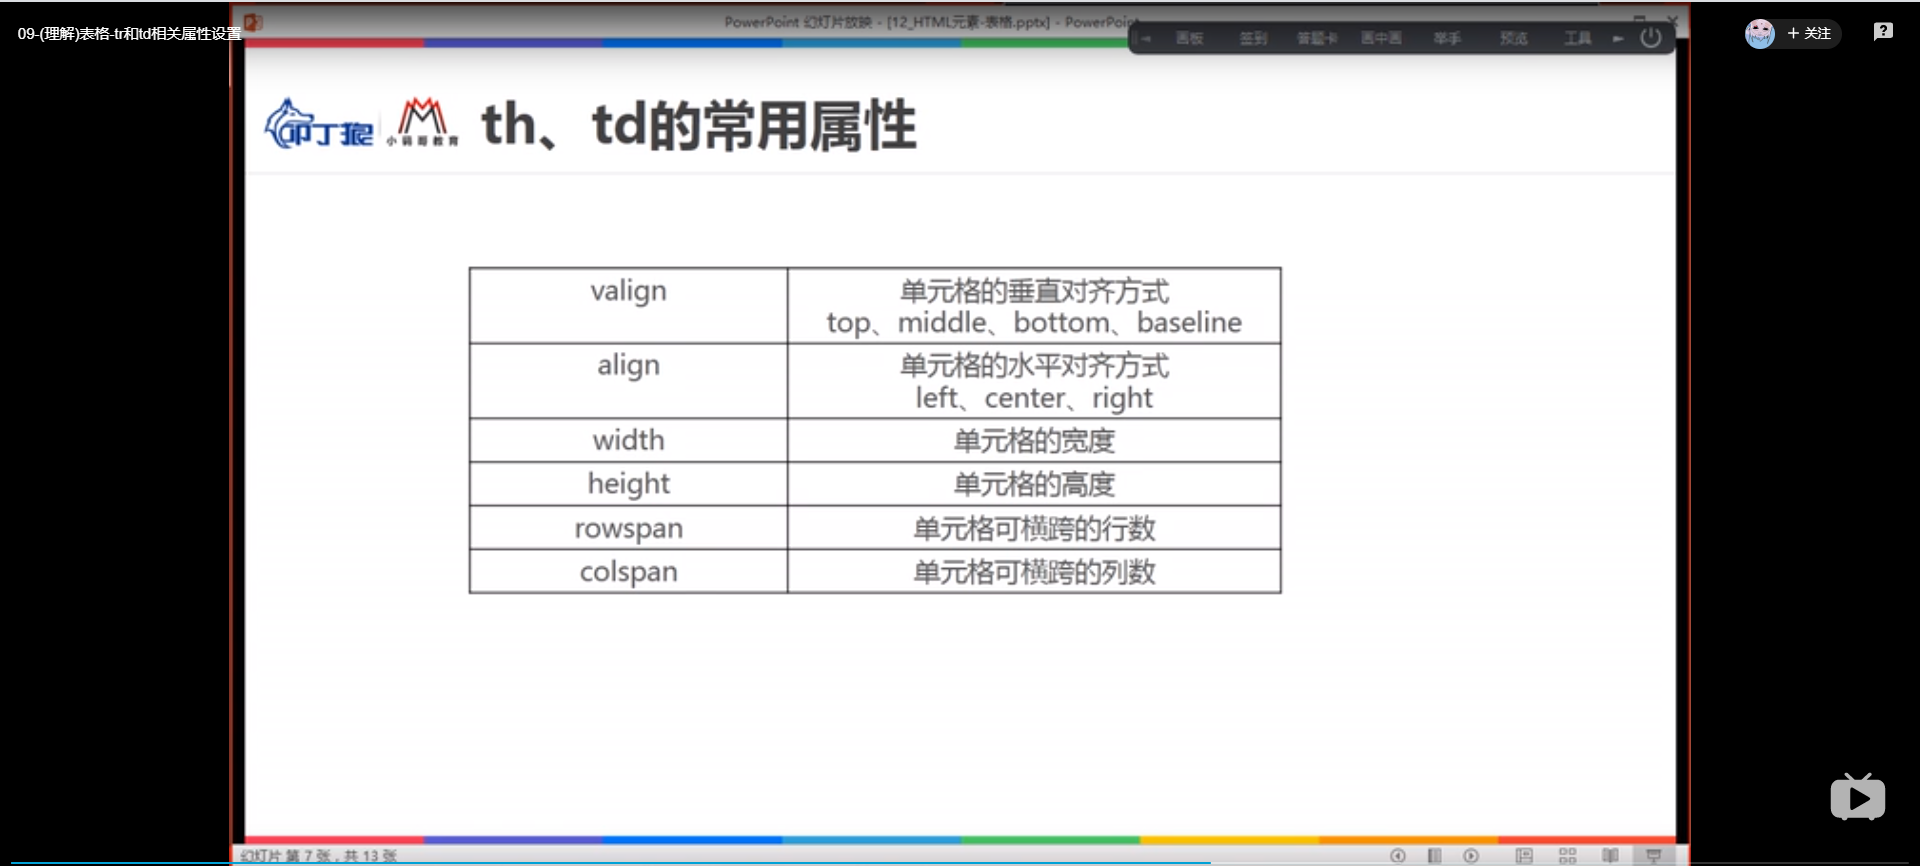 PowerPoint 幻灯片放映 - [12_HTML元素-表格.pptx] - PowerPoint
09-(理解)表格-tr和td相关属性设置
+ 关注
?
画板 签到 答题卡 画中画 举手 预览 工具
叩丁狼
小码哥教育
th、td的常用属性
valign 单元格的垂直对齐方式
top、middle、bottom、baseline
align 单元格的水平对齐方式
left、center、right
width 单元格的宽度
height 单元格的高度
rowspan 单元格可横跨的行数
colspan 单元格可横跨的列数
幻灯片 第 7 张，共 13 张